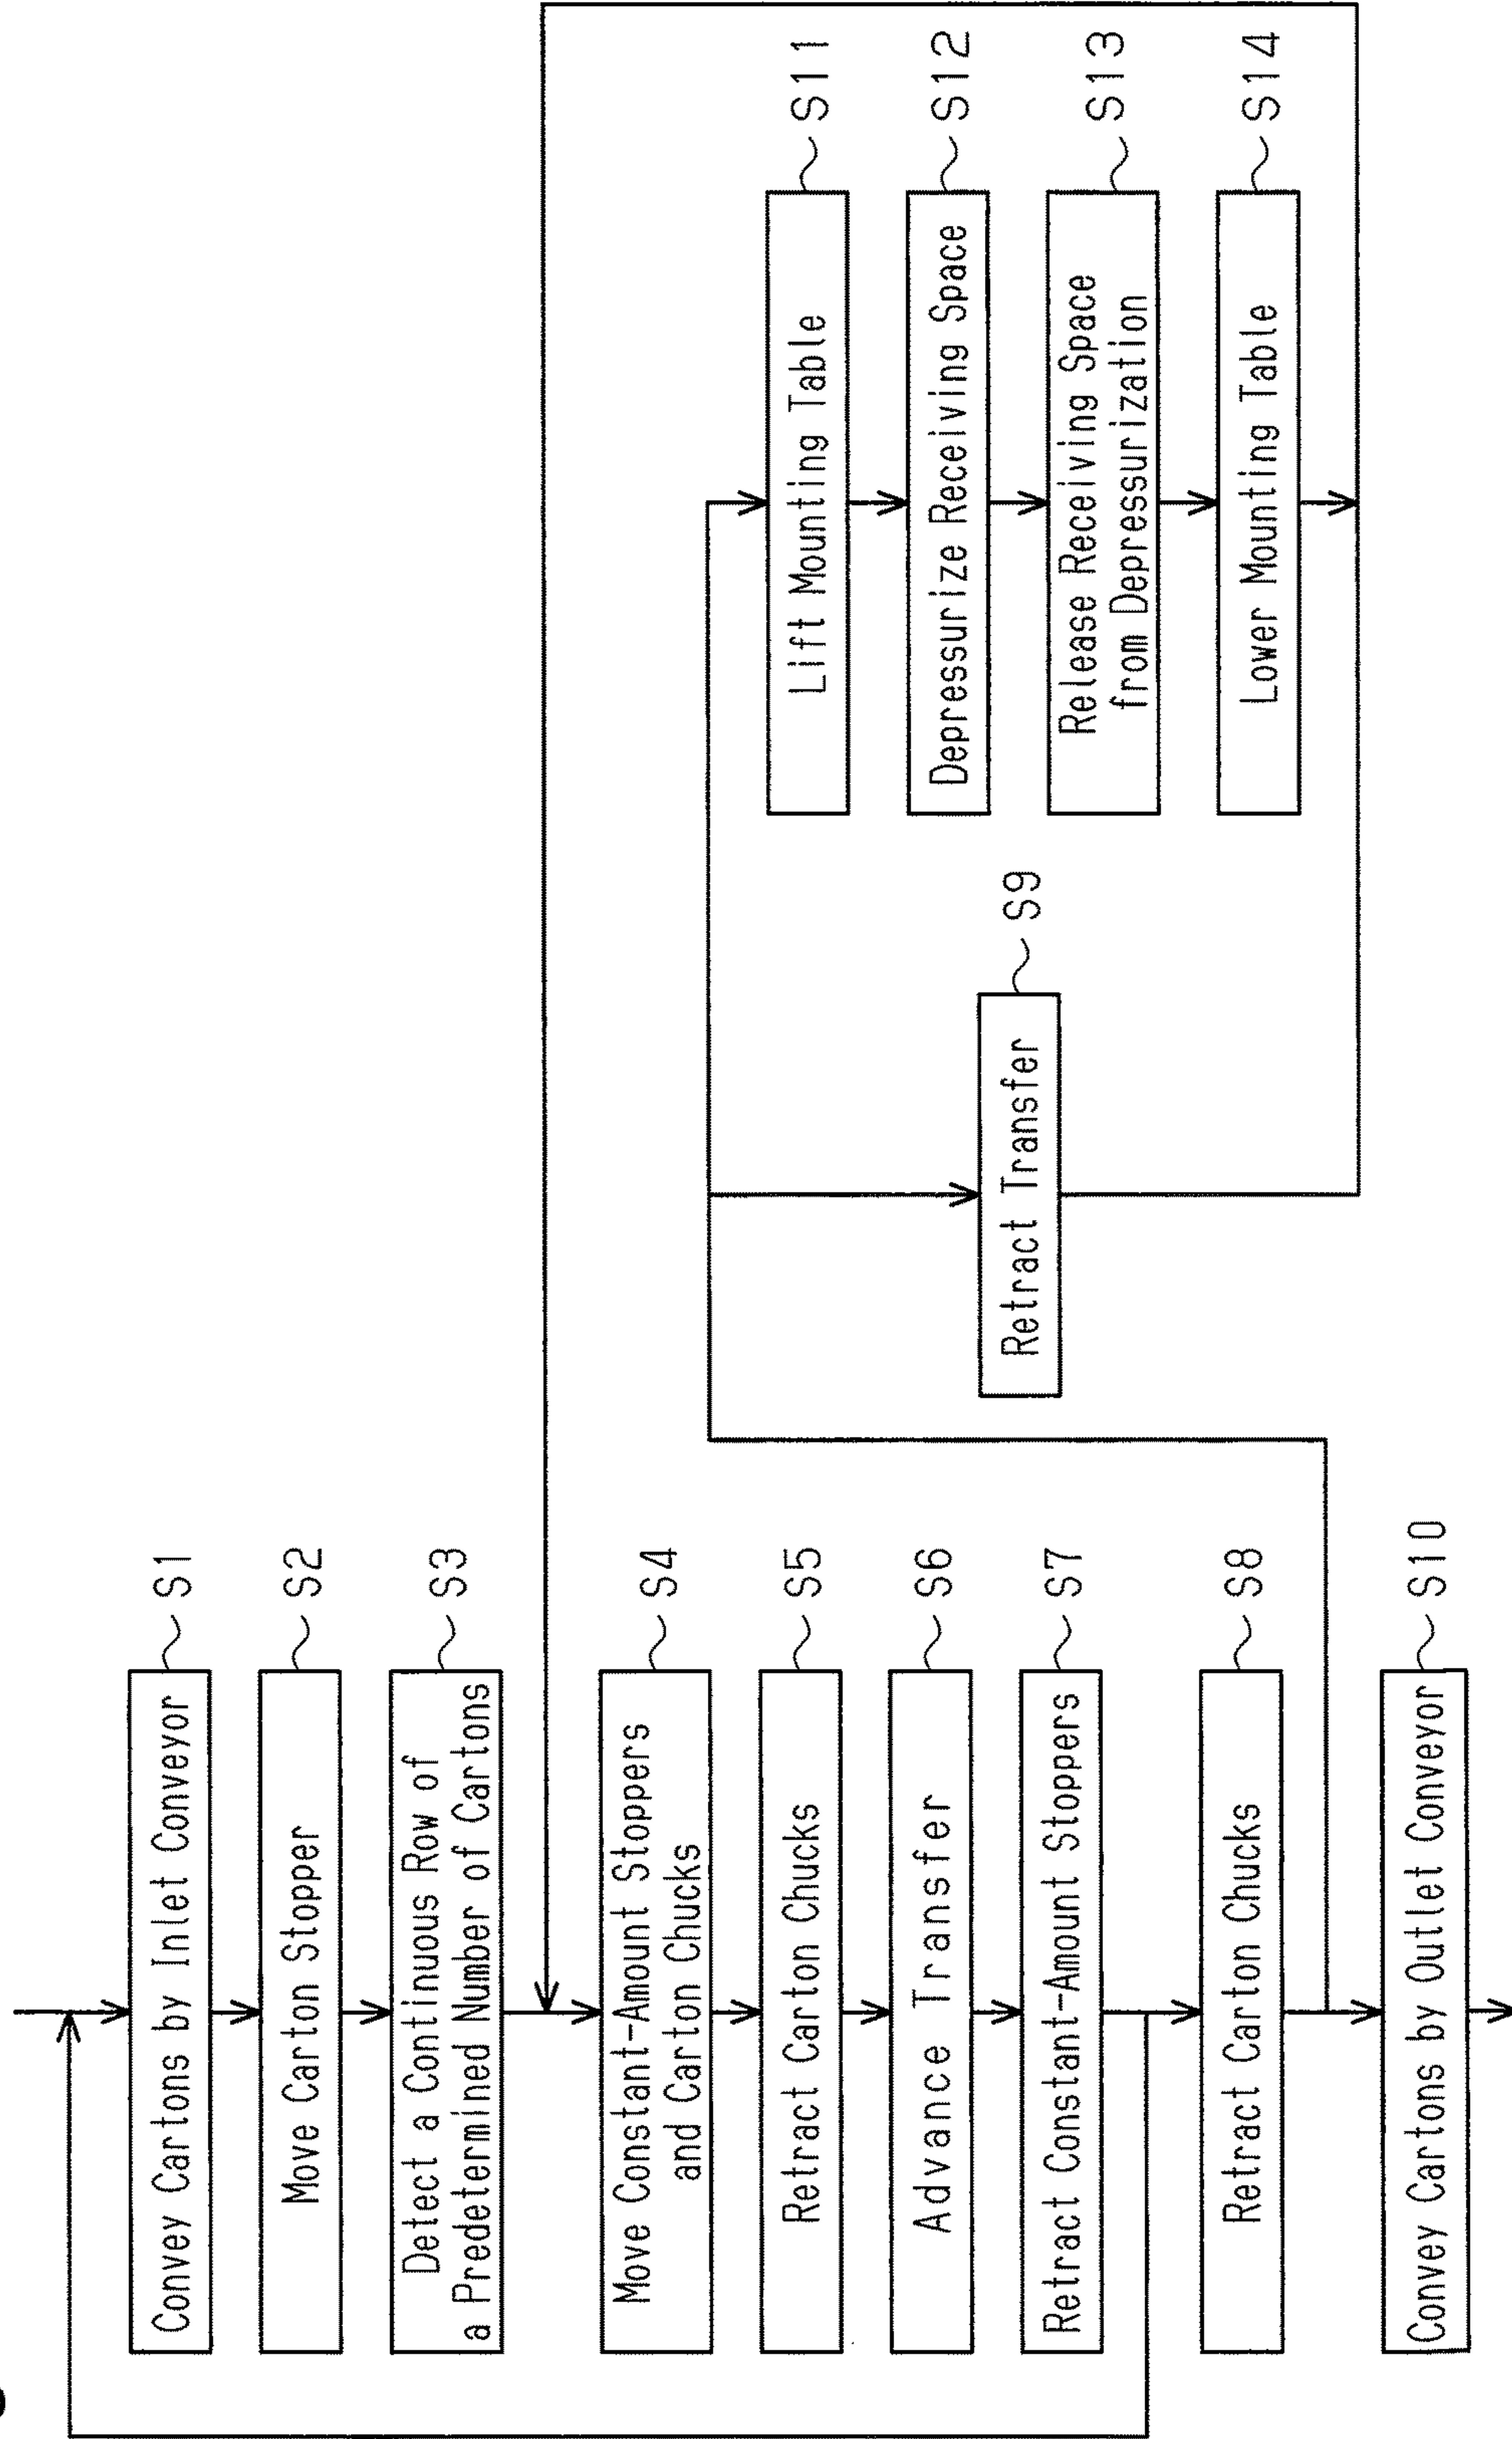 Convey Cartons by Inlet Conveyor
S1
Move Carton Stopper
S2
Detect a Continuous Row of
a Predetermined Number of Cartons
S3
Move Constant-Amount Stoppers
and Carton Chucks
S4
Retract Carton Chucks
S5
Advance Transfer
S6
Retract Constant-Amount Stoppers
S7
Retract Carton Chucks
S8
Convey Cartons by Outlet Conveyor
S10
Retract Transfer
S9
Lift Mounting Table
S11
Depressurize Receiving Space
S12
Release Receiving Space
from Depressurization
S13
Lower Mounting Table
S14